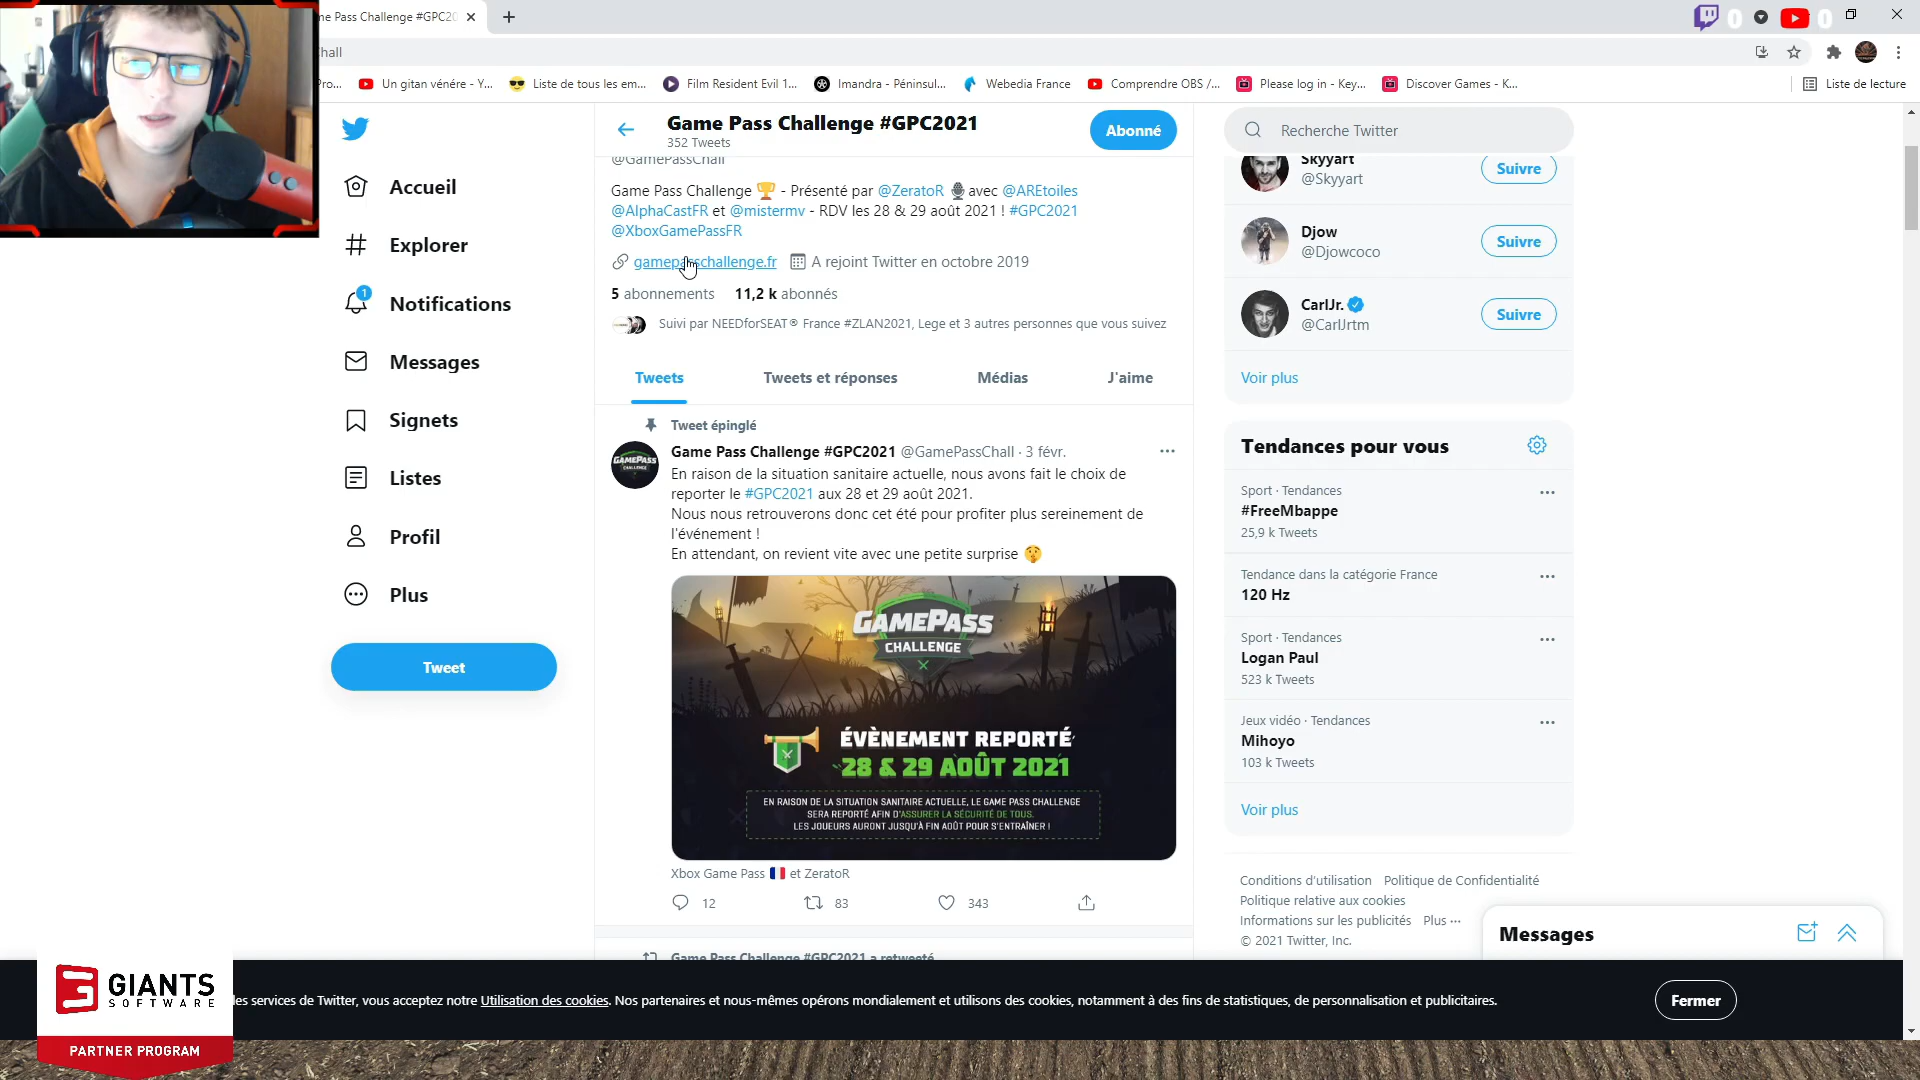 me Pass Challenge #GPC20
hall
Pro...
Un gitan vénére - Y...
Liste de tous les em...
Film Resident Evil 1...
Imandra - Péninsul...
Webedia France
Comprendre OBS /...
Please log in - Key...
Discover Games - K...
Liste de lecture
Accueil
Explorer
1
Notifications
Messages
Signets
Listes
Profil
Plus
Tweet
Game Pass Challenge #GPC2021
352 Tweets
Abonné
@GamePassChall
Game Pass Challenge 🏆 - Présenté par @ZeratoR 🎙 avec @AREtoiles
@AlphaCastFR et @mistermv - RDV les 28 & 29 août 2021 ! #GPC2021
@XboxGamePassFR
gamepasschallenge.fr A rejoint Twitter en octobre 2019
5 abonnements 11,2 k abonnés
Suivi par NEEDforSEAT® France #ZLAN2021, Lege et 3 autres personnes que vous suivez
Tweets
Tweets et réponses
Médias
J'aime
Tweet épinglé
Game Pass Challenge #GPC2021 @GamePassChall · 3 févr.
En raison de la situation sanitaire actuelle, nous avons fait le choix de
reporter le #GPC2021 aux 28 et 29 août 2021.
Nous nous retrouverons donc cet été pour profiter plus sereinement de
l'événement !
En attendant, on revient vite avec une petite surprise 🤫
GAMEPASS
CHALLENGE
GAMEPASS
CHALLENGE
ÉVÈNEMENT REPORTÉ
28 & 29 AOÛT 2021
EN RAISON DE LA SITUATION SANITAIRE ACTUELLE, LE GAME PASS CHALLENGE
SERA REPORTÉ AFIN D'ASSURER LA SÉCURITÉ DE TOUS.
LES JOUEURS AURONT JUSQU'À FIN AOÛT POUR S'ENTRAÎNER !
Xbox Game Pass 🇫🇷 et ZeratoR
12
83
343
Game Pass Challenge #GPC2021 a retweeté
Recherche Twitter
Skyyart
@Skyyart
Suivre
Djow
@Djowcoco
Suivre
CarlJr.
@CarlJrtm
Suivre
Voir plus
Tendances pour vous
Sport · Tendances
#FreeMbappe
25,9 k Tweets
Tendance dans la catégorie France
120 Hz
Sport · Tendances
Logan Paul
523 k Tweets
Jeux vidéo · Tendances
Mihoyo
103 k Tweets
Voir plus
Conditions d'utilisation Politique de Confidentialité
Politique relative aux cookies
Informations sur les publicités Plus ···
© 2021 Twitter, Inc.
Messages
les services de Twitter, vous acceptez notre Utilisation des cookies. Nos partenaires et nous-mêmes opérons mondialement et utilisons des cookies, notamment à des fins de statistiques, de personnalisation et publicitaires.
Fermer
GIANTS
SOFTWARE
PARTNER PROGRAM